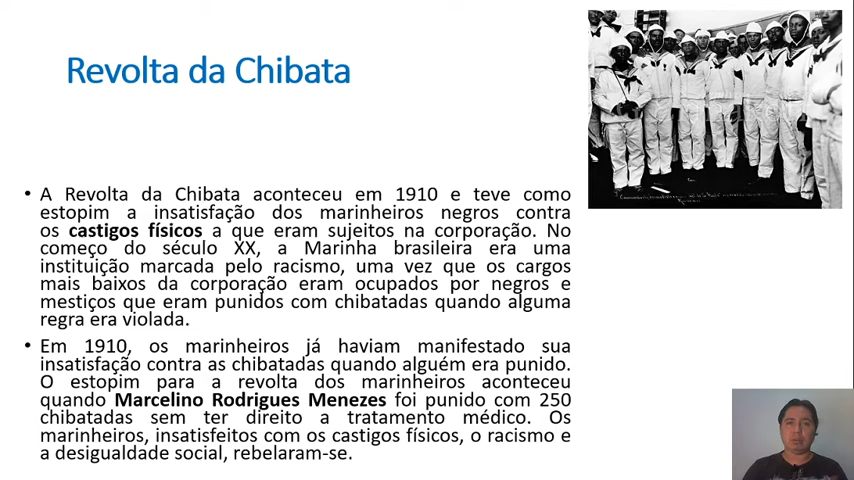 Revolta da Chibata
• A Revolta da Chibata aconteceu em 1910 e teve como
estopim a insatisfação dos marinheiros negros contra
os castigos físicos a que eram sujeitos na corporação. No
começo do século XX, a Marinha brasileira era uma
instituição marcada pelo racismo, uma vez que os cargos
mais baixos da corporação eram ocupados por negros e
mestiços que eram punidos com chibatadas quando alguma
regra era violada.
• Em 1910, os marinheiros já haviam manifestado sua
insatisfação contra as chibatadas quando alguém era punido.
O estopim para a revolta dos marinheiros aconteceu
quando Marcelino Rodrigues Menezes foi punido com 250
chibatadas sem ter direito a tratamento médico. Os
marinheiros, insatisfeitos com os castigos físicos, o racismo e
a desigualdade social, rebelaram-se.